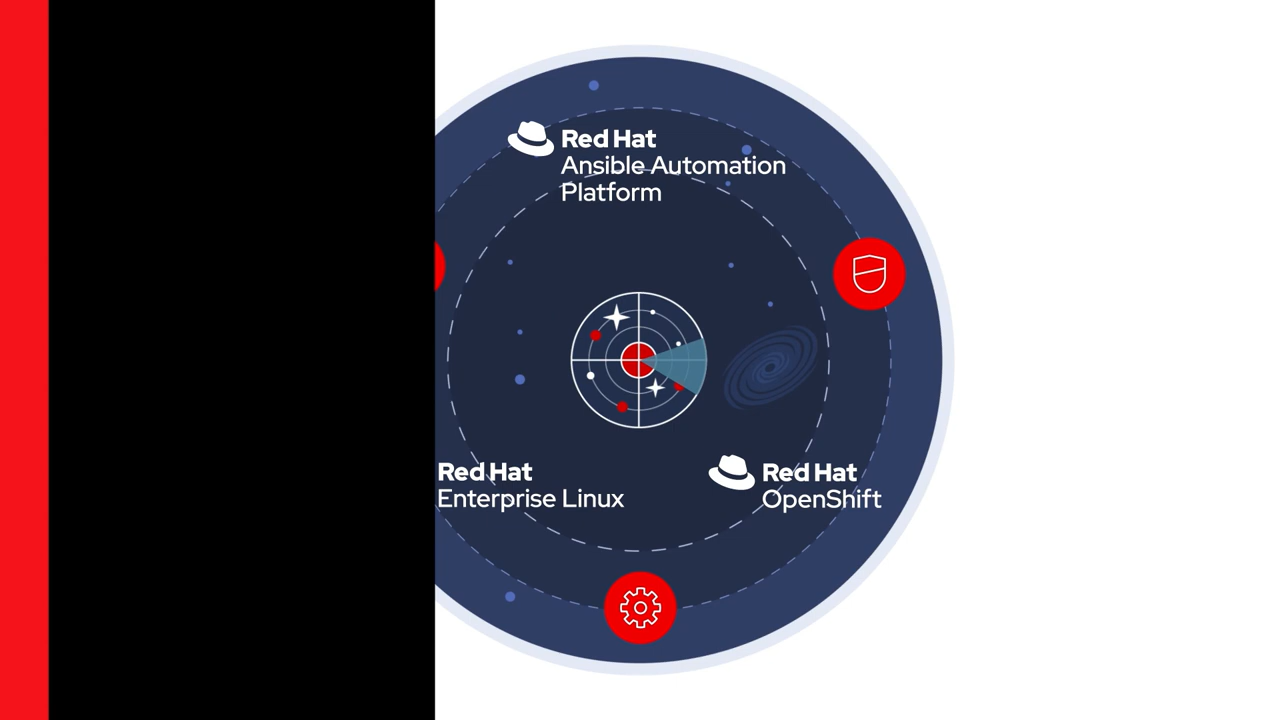 Red Hat
Ansible Automation
Platform
Red Hat
Enterprise Linux
Red Hat
OpenShift